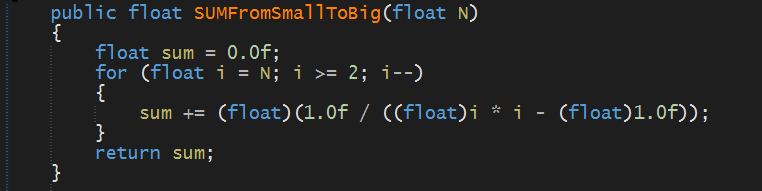 public float SUMFromSmallToBig(float N)
{
float sum = 0.0f;
for (float i = N; i >= 2; i--)
{
sum += (float)(1.0f / ((float)i * i - (float)1.0f));
}
return sum;
}